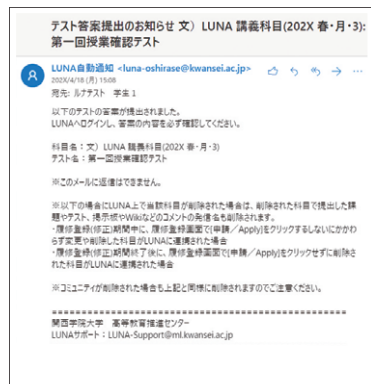 テスト答案提出のお知らせ 文）LUNA 講義科目(202X 春・月・3):
第一回授業確認テスト
LUNA自動通知 <luna-oshirase@kwansei.ac.jp>
202X/4/18 (月) 15:08
宛先: ルナテスト 学生１
以下のテストの答案が提出されました。
LUNAへログインし、答案の内容を必ず確認してください。
科目名：文）LUNA 講義科目(202X 春・月・3)
テスト名：第一回授業確認テスト
※このメールに返信はできません。
※以下の場合にLUNA上で当該科目が削除された場合は、削除された科目で提出した課
題やテスト、掲示板やWikiなどのコメントの発信名も削除されます。
・履修登録(修正)期間中に、履修登録画面で[申請／Apply]をクリックするしないにかかわ
らず変更や削除した科目がLUNAに連携された場合
・履修登録(修正)期間終了後に、履修登録画面で[申請／Apply]をクリックせずに削除さ
れた科目がLUNAに連携された場合
※コミュニティが削除された場合も上記と同様に削除されますのでご注意ください。
**************************************************
関西学院大学 高等教育推進センター
LUNAサポート：LUNA-Support@ml.kwansei.ac.jp